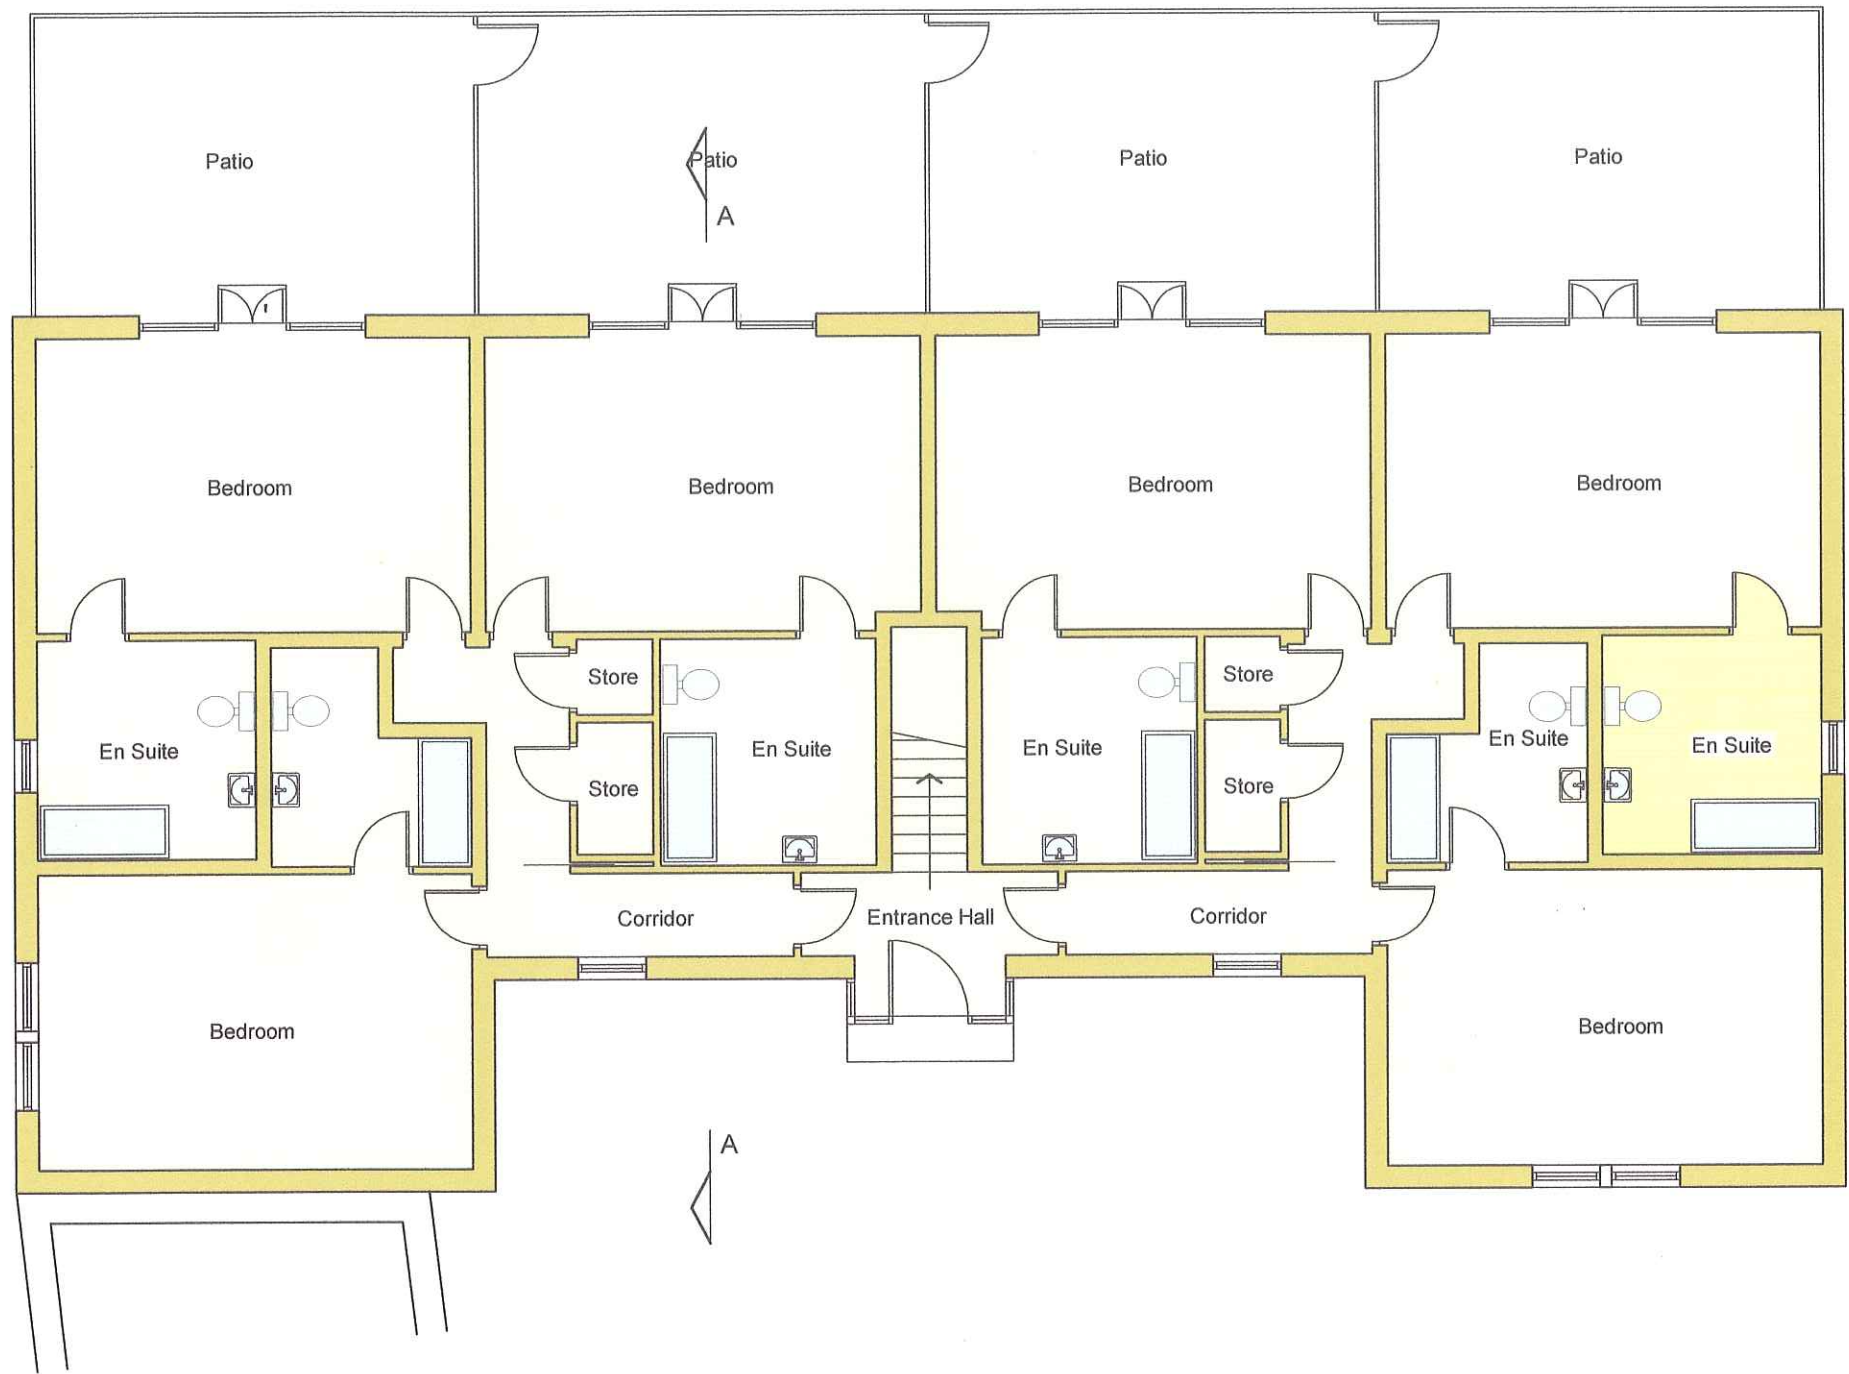 Patio
Patio
Patio
Patio
A
Bedroom
Bedroom
Bedroom
Bedroom
Store
Store
En Suite
En Suite
En Suite
En Suite
En Suite
Store
Store
Corridor
Entrance Hall
Corridor
Bedroom
Bedroom
A